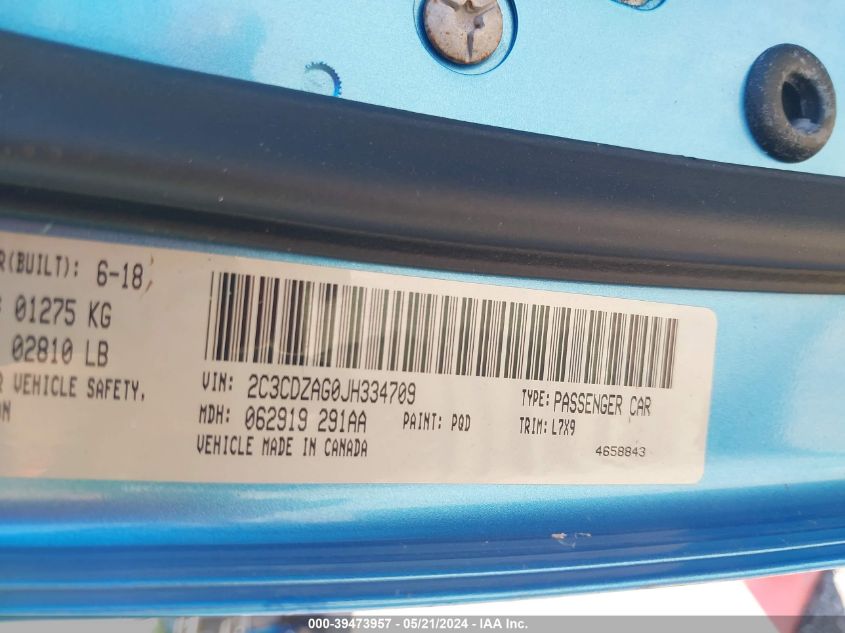 R(BUILT): 6-18
01275 KG
02810 LB
R VEHICLE SAFETY,
ON
VIN: 2C3CDZAG0JH334709
TYPE: PASSENGER CAR
MDH: 062919 291AA
PAINT: PQD
TRIM: L7X9
VEHICLE MADE IN CANADA
4658843
000-39473957 / 05/21/2024 - IAA Inc.